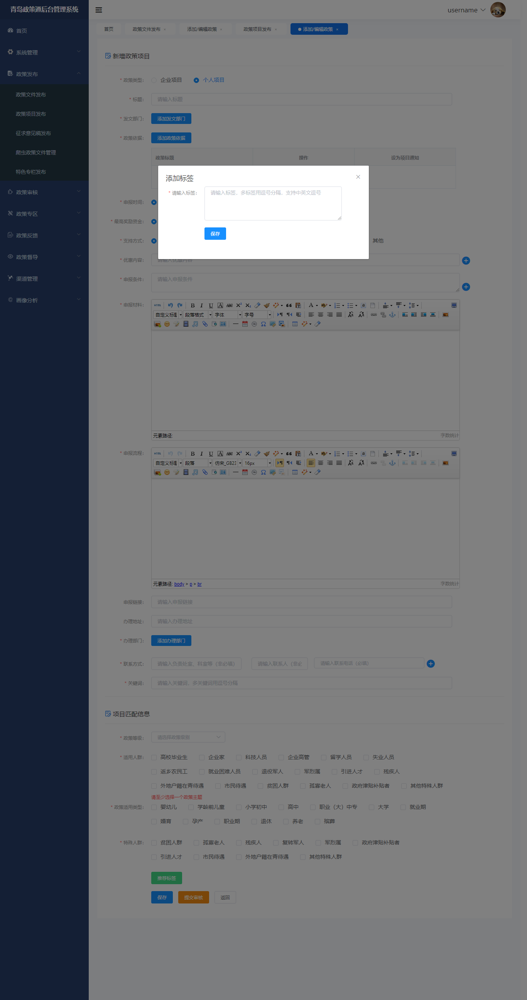 青岛政策通后台管理系统
username
首页
系统管理
政策发布
政策文件发布
政策项目发布
征求意见稿发布
爬虫政策文件管理
特色专栏发布
政策审核
政策专区
政策反馈
政策督导
渠道管理
画像分析
首页 政策文件发布 × 添加/编辑政策 × 政策项目发布 × 添加/编辑政策 ×
新增政策项目
* 政策类型: 企业项目 个人项目
* 标题: 请输入标题
* 发文部门: 添加发文部门
* 政策依据: 添加政策依据
政策标题 操作 设为项目通知
添加标签
* 请输入标签: 请输入标签，多标签用逗号分隔，支持中英文逗号
保存
* 申报时间:
* 最高奖励资金:
* 支持方式: 其他
* 优惠内容: 请输入优惠内容
* 申报条件: 请输入申报条件
* 申报材料:
HTML B I U A ABC X² X₂ A ab a
自定义标题 段落格式 字体 字号
元素路径: 字数统计
* 申报流程:
HTML B I U A ABC X² X₂ A ab a
自定义标题 段落 仿宋_GB23 16px
元素路径: body > p > br 字数统计
申报链接: 请输入申报链接
办理地址: 请输入办理地址
* 办理部门: 添加办理部门
* 联系方式: 请输入负责处室、科室等（非必填） 请输入联系人（非必 请输入联系电话（必填）
* 关键词: 请输入关键词，多关键词用逗号分隔
项目匹配信息
* 政策等级: 请选择政策级别
* 适用人群: 高校毕业生 企业家 科技人员 企业高管 留学人员 失业人员
返乡农民工 就业困难人员 退役军人 军烈属 引进人才 残疾人
外地户籍在青待遇 市民待遇 贫困人群 孤寡老人 政府津贴补贴者 其他特殊人群
请至少选择一个政策主题
* 政策适用类型: 婴幼儿 学龄前儿童 小学初中 高中 职业（大）中专 大学 就业期
婚育 孕产 职业期 退休 养老 殡葬
* 特殊人群: 贫困人群 孤寡老人 残疾人 复转军人 军烈属 政府津贴补贴者
引进人才 市民待遇 外地户籍在青待遇 其他特殊人群
推荐标签
保存 提交审核 返回